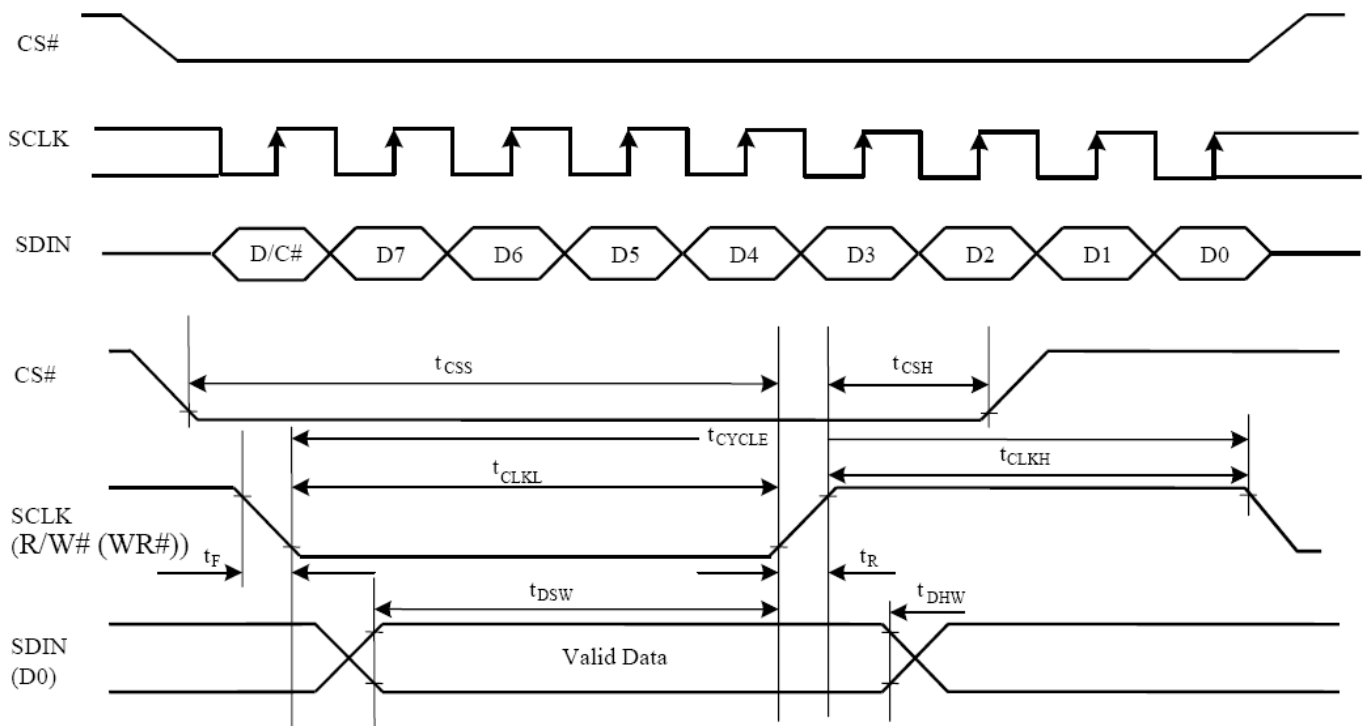 CS#
SCLK
SDIN
D/C# D7 D6 D5 D4 D3 D2 D1 D0
CS#
tCSS
tCSH
tCYCLE
tCLKL
tCLKH
SCLK
(R/W# (WR#))
tF
tR
tDSW
tDHW
SDIN
(D0)
Valid Data